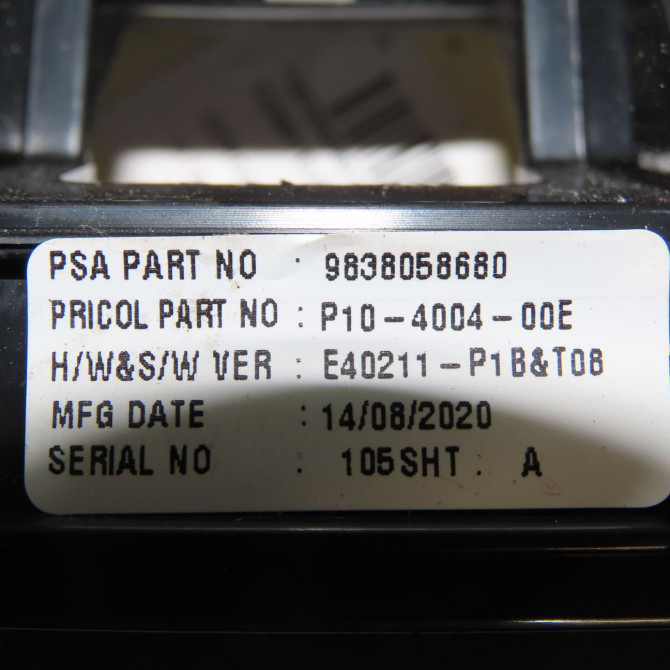 PSA PART NO : 9838058680
PRICOL PART NO : P10-4004-00E
H/W&S/W VER : E40211-P1B&T08
MFG DATE : 14/08/2020
SERIAL NO : 105SHT : A